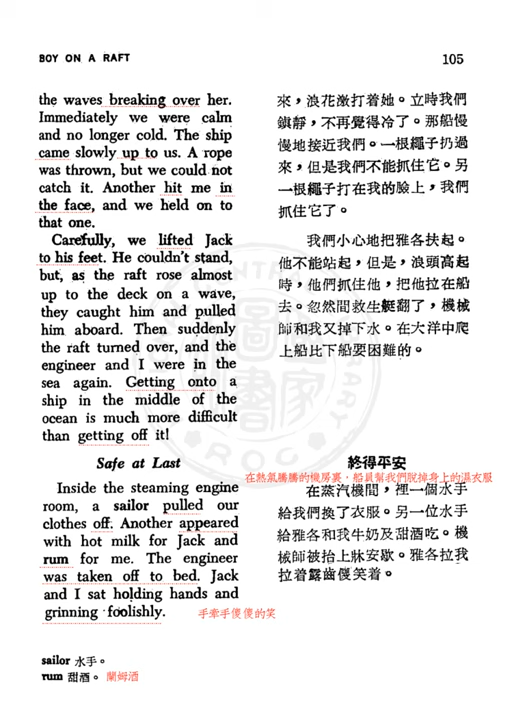 BOY ON A RAFT
105
the waves breaking over her.
Immediately we were calm
and no longer cold. The ship
came slowly up to us. A rope
was thrown, but we could not
catch it. Another hit me in
the face, and we held on to
that one.
Carefully, we lifted Jack
to his feet. He couldn't stand,
but, as the raft rose almost
up to the deck on a wave,
they caught him and pulled
him aboard. Then suddenly
the raft turned over, and the
engineer and I were in the
sea again. Getting onto a
ship in the middle of the
ocean is much more difficult
than getting off it!
Safe at Last
Inside the steaming engine
room, a sailor pulled our
clothes off. Another appeared
with hot milk for Jack and
rum for me. The engineer
was taken off to bed. Jack
and I sat holding hands and
grinning foolishly.
手牽手傻傻的笑
sailor 水手。
rum 甜酒。 蘭姆酒
來，浪花激打着她。立時我們
鎮靜，不再覺得冷了。那船慢
慢地接近我們。一根繩子扔過
來，但是我們不能抓住它。另
一根繩子打在我的臉上，我們
抓住它了。
我們小心地把雅各扶起。
他不能站起，但是，浪頭高起
時，他們抓住他，把他拉在船
去。忽然間救生艇翻了，機械
師和我又掉下水。在大洋中爬
上船比下船要困難的。
終得平安
在熱氣騰騰的機房裏，船員幫我們脫掉身上的濕衣服
在蒸汽機間，裡一個水手
給我們換了衣服。另一位水手
給雅各和我牛奶及甜酒吃。機
械師被抬上牀安歇。雅各拉我
拉着露齒傻笑着。